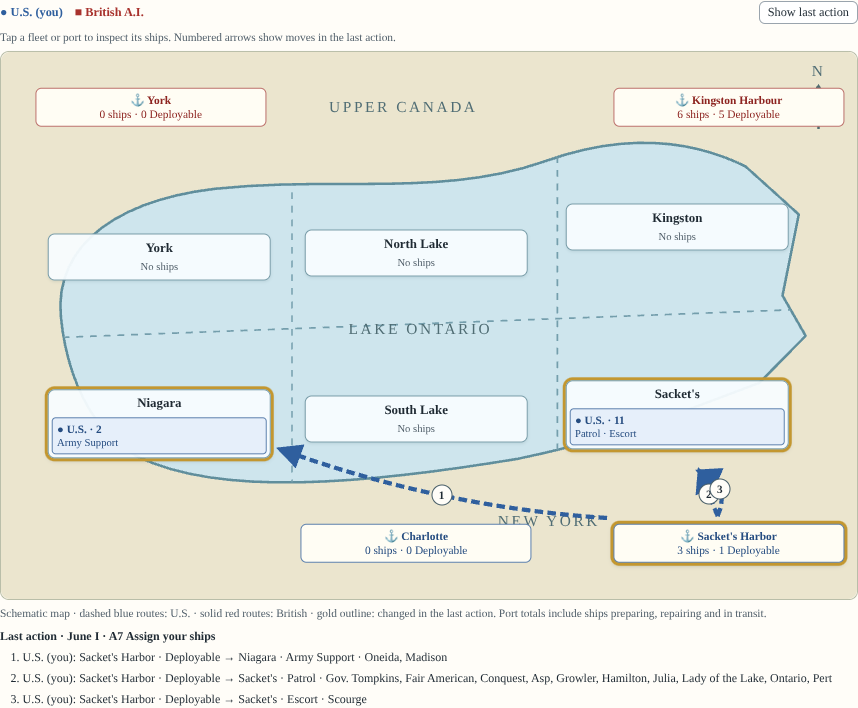 ● U.S. (you) ■ British A.I.
Show last action
Tap a fleet or port to inspect its ships. Numbered arrows show moves in the last action.
N
⚓ York
0 ships · 0 Deployable
UPPER CANADA
⚓ Kingston Harbour
6 ships · 5 Deployable
York
No ships
North Lake
No ships
Kingston
No ships
LAKE ONTARIO
Niagara
● U.S. · 2
Army Support
South Lake
No ships
Sacket's
● U.S. · 11
Patrol · Escort
1
2
3
NEW YORK
⚓ Charlotte
0 ships · 0 Deployable
⚓ Sacket's Harbor
3 ships · 1 Deployable
Schematic map · dashed blue routes: U.S. · solid red routes: British · gold outline: changed in the last action. Port totals include ships preparing, repairing and in transit.
Last action · June I · A7 Assign your ships
1. U.S. (you): Sacket's Harbor · Deployable → Niagara · Army Support · Oneida, Madison
2. U.S. (you): Sacket's Harbor · Deployable → Sacket's · Patrol · Gov. Tompkins, Fair American, Conquest, Asp, Growler, Hamilton, Julia, Lady of the Lake, Ontario, Pert
3. U.S. (you): Sacket's Harbor · Deployable → Sacket's · Escort · Scourge